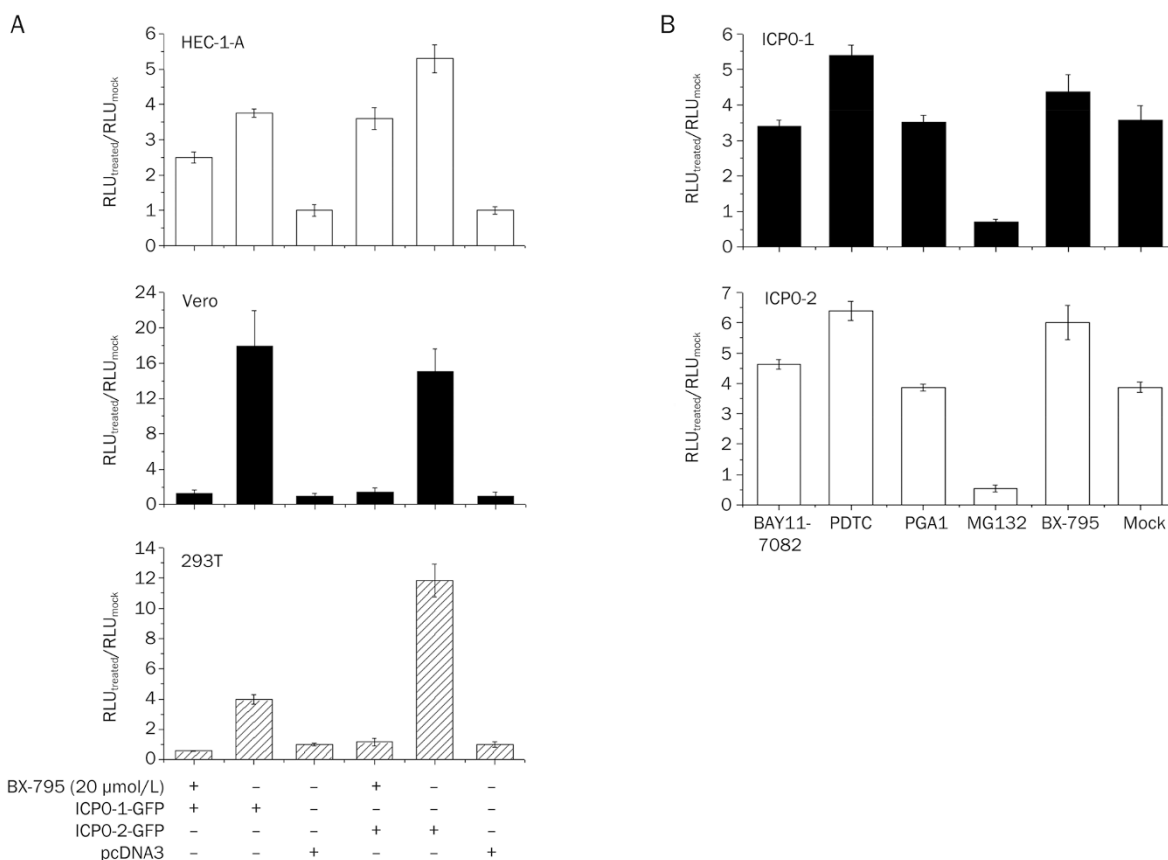 A
HEC-1-A
RLUtreated/RLUmock
6
5
4
3
2
1
0
Vero
RLUtreated/RLUmock
24
20
16
12
8
4
0
293T
RLUtreated/RLUmock
14
12
10
8
6
4
2
0
BX-795 (20 μmol/L) + – – + – –
ICP0-1-GFP + + – – – –
ICP0-2-GFP – – – + + –
pcDNA3 – – + – – +
B
ICP0-1
RLUtreated/RLUmock
6
5
4
3
2
1
0
ICP0-2
RLUtreated/RLUmock
7
6
5
4
3
2
1
0
BAY11- PDTC PGA1 MG132 BX-795 Mock
7082